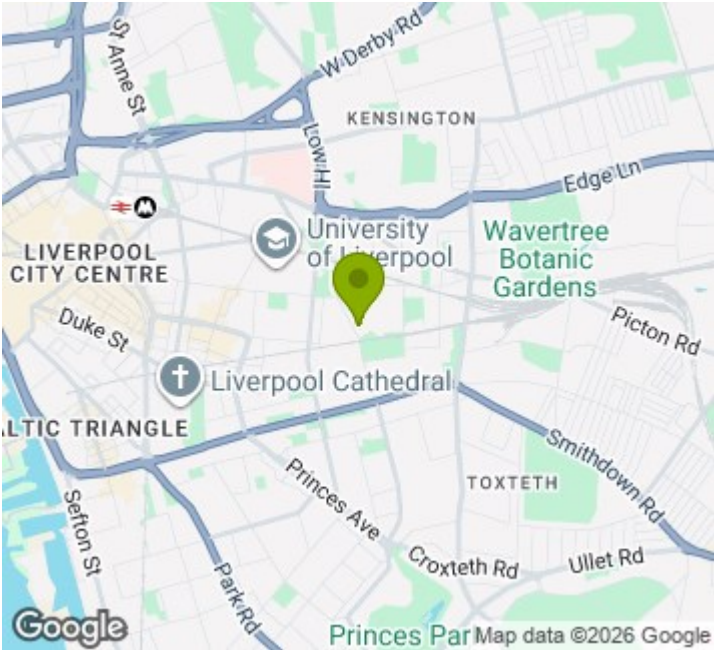 St Anne St
W Derby Rd
KENSINGTON
Low Hl
Edge Ln
University
of Liverpool
Wavertree
Botanic
Gardens
LIVERPOOL
CITY CENTRE
Duke St
Picton Rd
Liverpool Cathedral
ALTIC TRIANGLE
Smithdown Rd
TOXTETH
Princes Ave
Sefton St
Croxteth Rd
Ullet Rd
Park Rd
Google
Princes Par
Map data ©2026 Google